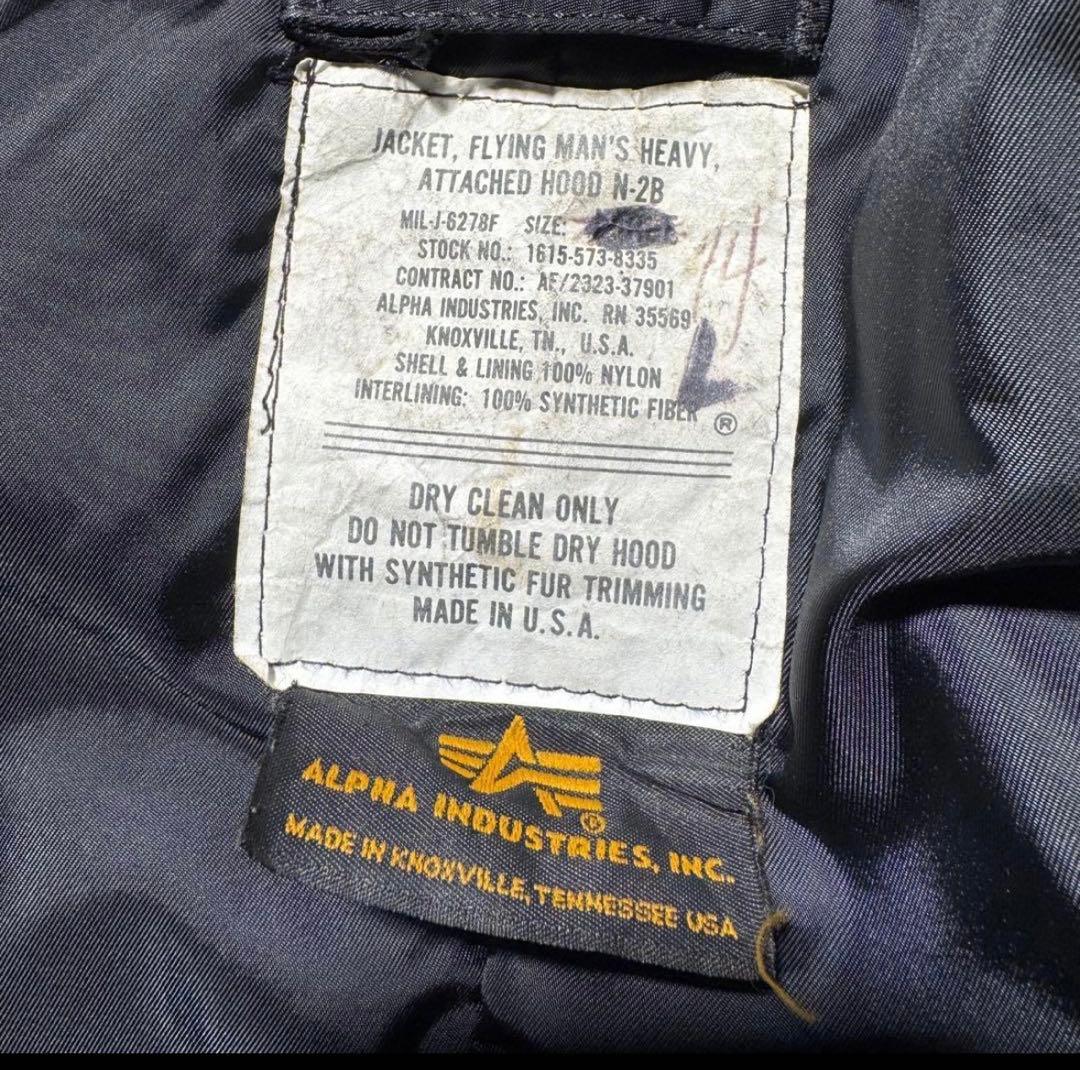 JACKET, FLYING MAN'S HEAVY,
ATTACHED HOOD N-2B
MIL-J-6278F SIZE:
STOCK NO.: 1615-573-8335
CONTRACT NO.: AF/2323-37901
ALPHA INDUSTRIES, INC. RN 35569
KNOXVILLE, TN., U.S.A.
SHELL & LINING 100% NYLON
INTERLINING: 100% SYNTHETIC FIBER
L
®
DRY CLEAN ONLY
DO NOT TUMBLE DRY HOOD
WITH SYNTHETIC FUR TRIMMING
MADE IN U.S.A.
®
ALPHA INDUSTRIES, INC.
MADE IN KNOXVILLE, TENNESSEE USA